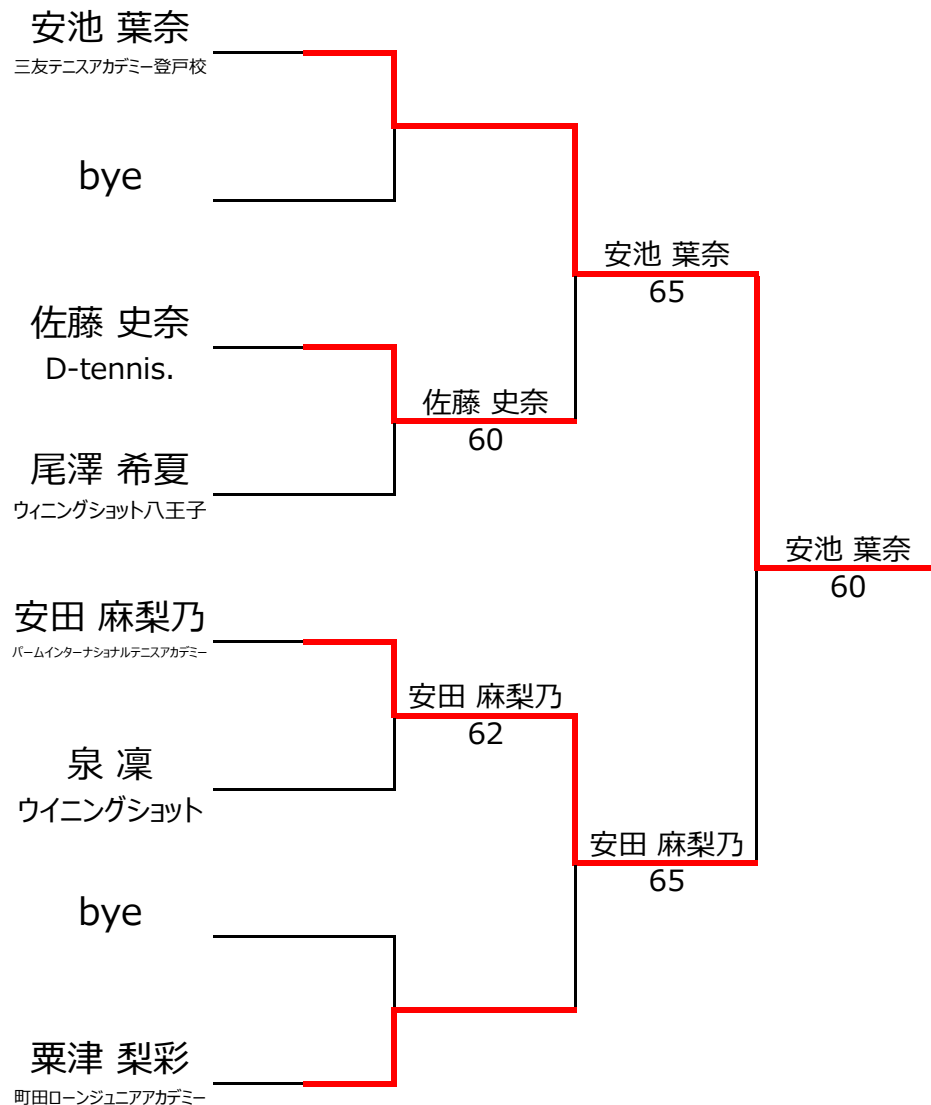 安池 葉奈
三友テニスアカデミー登戸校
bye
佐藤 史奈
D-tennis.
尾澤 希夏
ウィニングショット八王子
安田 麻梨乃
パームインターナショナルテニスアカデミー
泉 凜
ウイニングショット
bye
粟津 梨彩
町田ローンジュニアアカデミー
佐藤 史奈
60
安田 麻梨乃
62
安池 葉奈
65
安田 麻梨乃
65
安池 葉奈
60